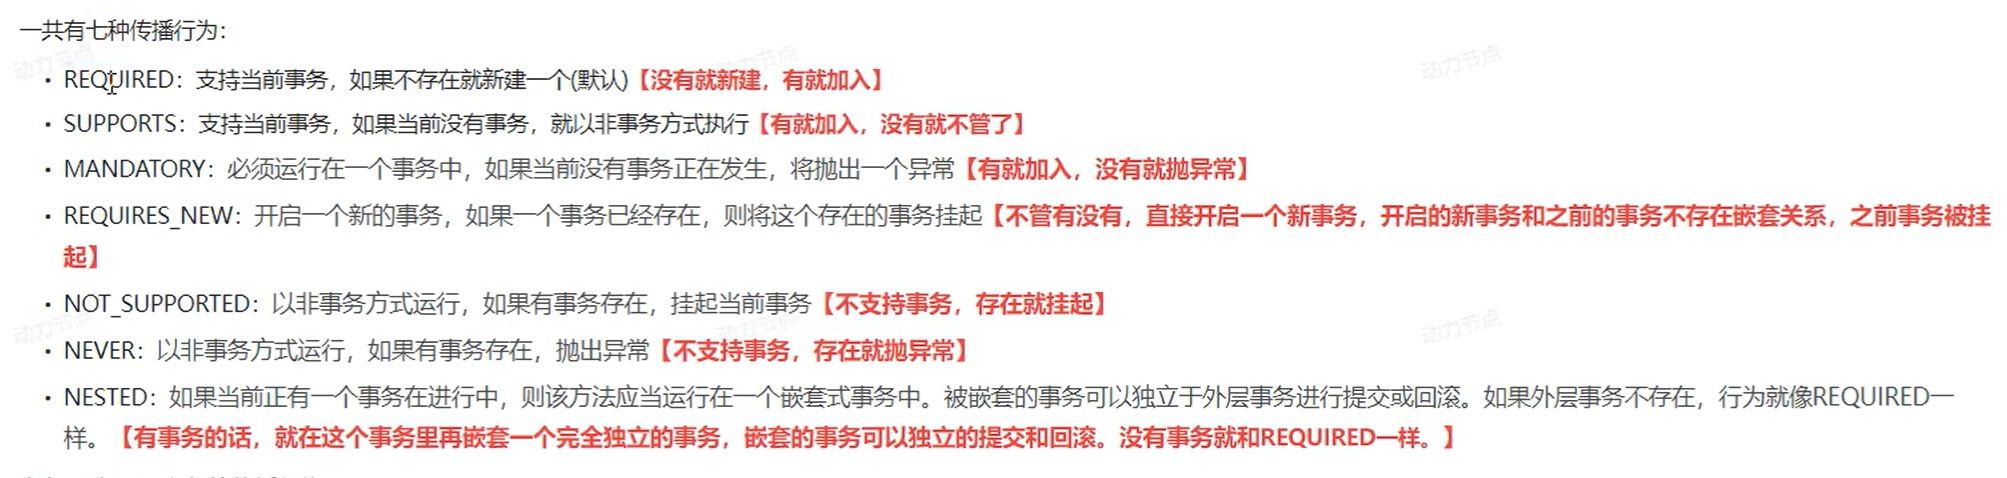 一共有七种传播行为：
• REQUIRED：支持当前事务，如果不存在就新建一个(默认)【没有就新建，有就加入】
• SUPPORTS：支持当前事务，如果当前没有事务，就以非事务方式执行【有就加入，没有就不管了】
• MANDATORY：必须运行在一个事务中，如果当前没有事务正在发生，将抛出一个异常【有就加入，没有就抛异常】
• REQUIRES_NEW：开启一个新的事务，如果一个事务已经存在，则将这个存在的事务挂起【不管有没有，直接开启一个新事务，开启的新事务和之前的事务不存在嵌套关系，之前事务被挂
起】
• NOT_SUPPORTED：以非事务方式运行，如果有事务存在，挂起当前事务【不支持事务，存在就挂起】
• NEVER：以非事务方式运行，如果有事务存在，抛出异常【不支持事务，存在就抛异常】
• NESTED：如果当前正有一个事务在进行中，则该方法应当运行在一个嵌套式事务中。被嵌套的事务可以独立于外层事务进行提交或回滚。如果外层事务不存在，行为就像REQUIRED一
样。【有事务的话，就在这个事务里再嵌套一个完全独立的事务，嵌套的事务可以独立的提交和回滚。没有事务就和REQUIRED一样。】
动力节点
动力节点
动力节点
动力节点
动力节点
动力节点